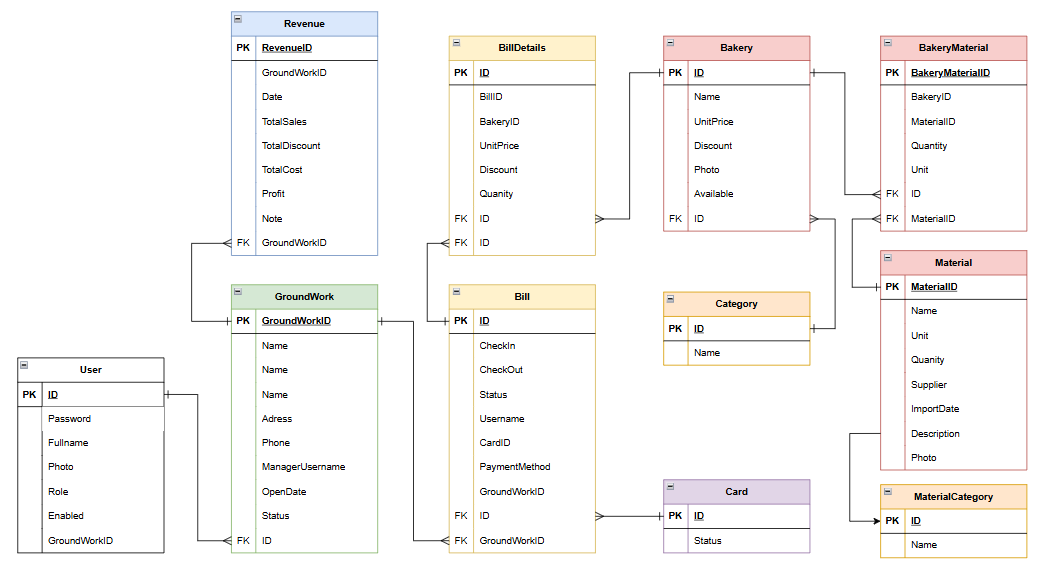 Revenue
PK RevenueID
GroundWorkID
Date
TotalSales
TotalDiscount
TotalCost
Profit
Note
FK GroundWorkID
BillDetails
PK ID
BillID
BakeryID
UnitPrice
Discount
Quanity
FK ID
FK ID
Bakery
PK ID
Name
UnitPrice
Discount
Photo
Available
FK ID
BakeryMaterial
PK BakeryMaterialID
BakeryID
MaterialID
Quantity
Unit
FK ID
FK MaterialID
User
PK ID
Password
Fullname
Photo
Role
Enabled
GroundWorkID
GroundWork
PK GroundWorkID
Name
Name
Name
Adress
Phone
ManagerUsername
OpenDate
Status
FK ID
Bill
PK ID
CheckIn
CheckOut
Status
Username
CardID
PaymentMethod
GroundWorkID
FK ID
FK GroundWorkID
Category
PK ID
Name
Card
PK ID
Status
Material
PK MaterialID
Name
Unit
Quanity
Supplier
ImportDate
Description
Photo
MaterialCategory
PK ID
Name